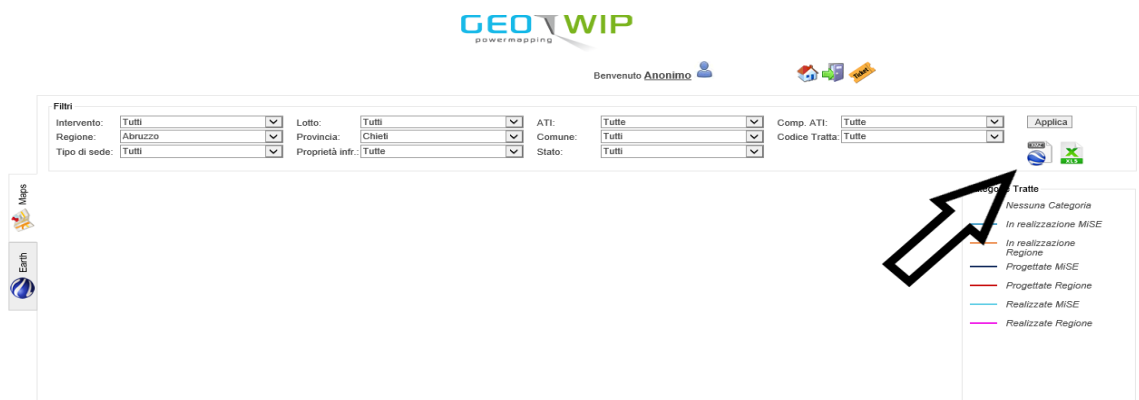 GEO WIP
powermapping
Benvenuto Anonimo
Ticket
Filtri
Intervento: Tutti Lotto: Tutti ATI: Tutte Comp. ATI: Tutte Applica
Regione: Abruzzo Provincia: Chieti Comune: Tutti Codice Tratta: Tutte
Tipo di sede: Tutti Proprietà infr.: Tutte Stato: Tutti
KMZ XLS
Maps
Earth
Tratte
Nessuna Categoria
In realizzazione MiSE
In realizzazione
Regione
Progettate MiSE
Progettate Regione
Realizzate MiSE
Realizzate Regione